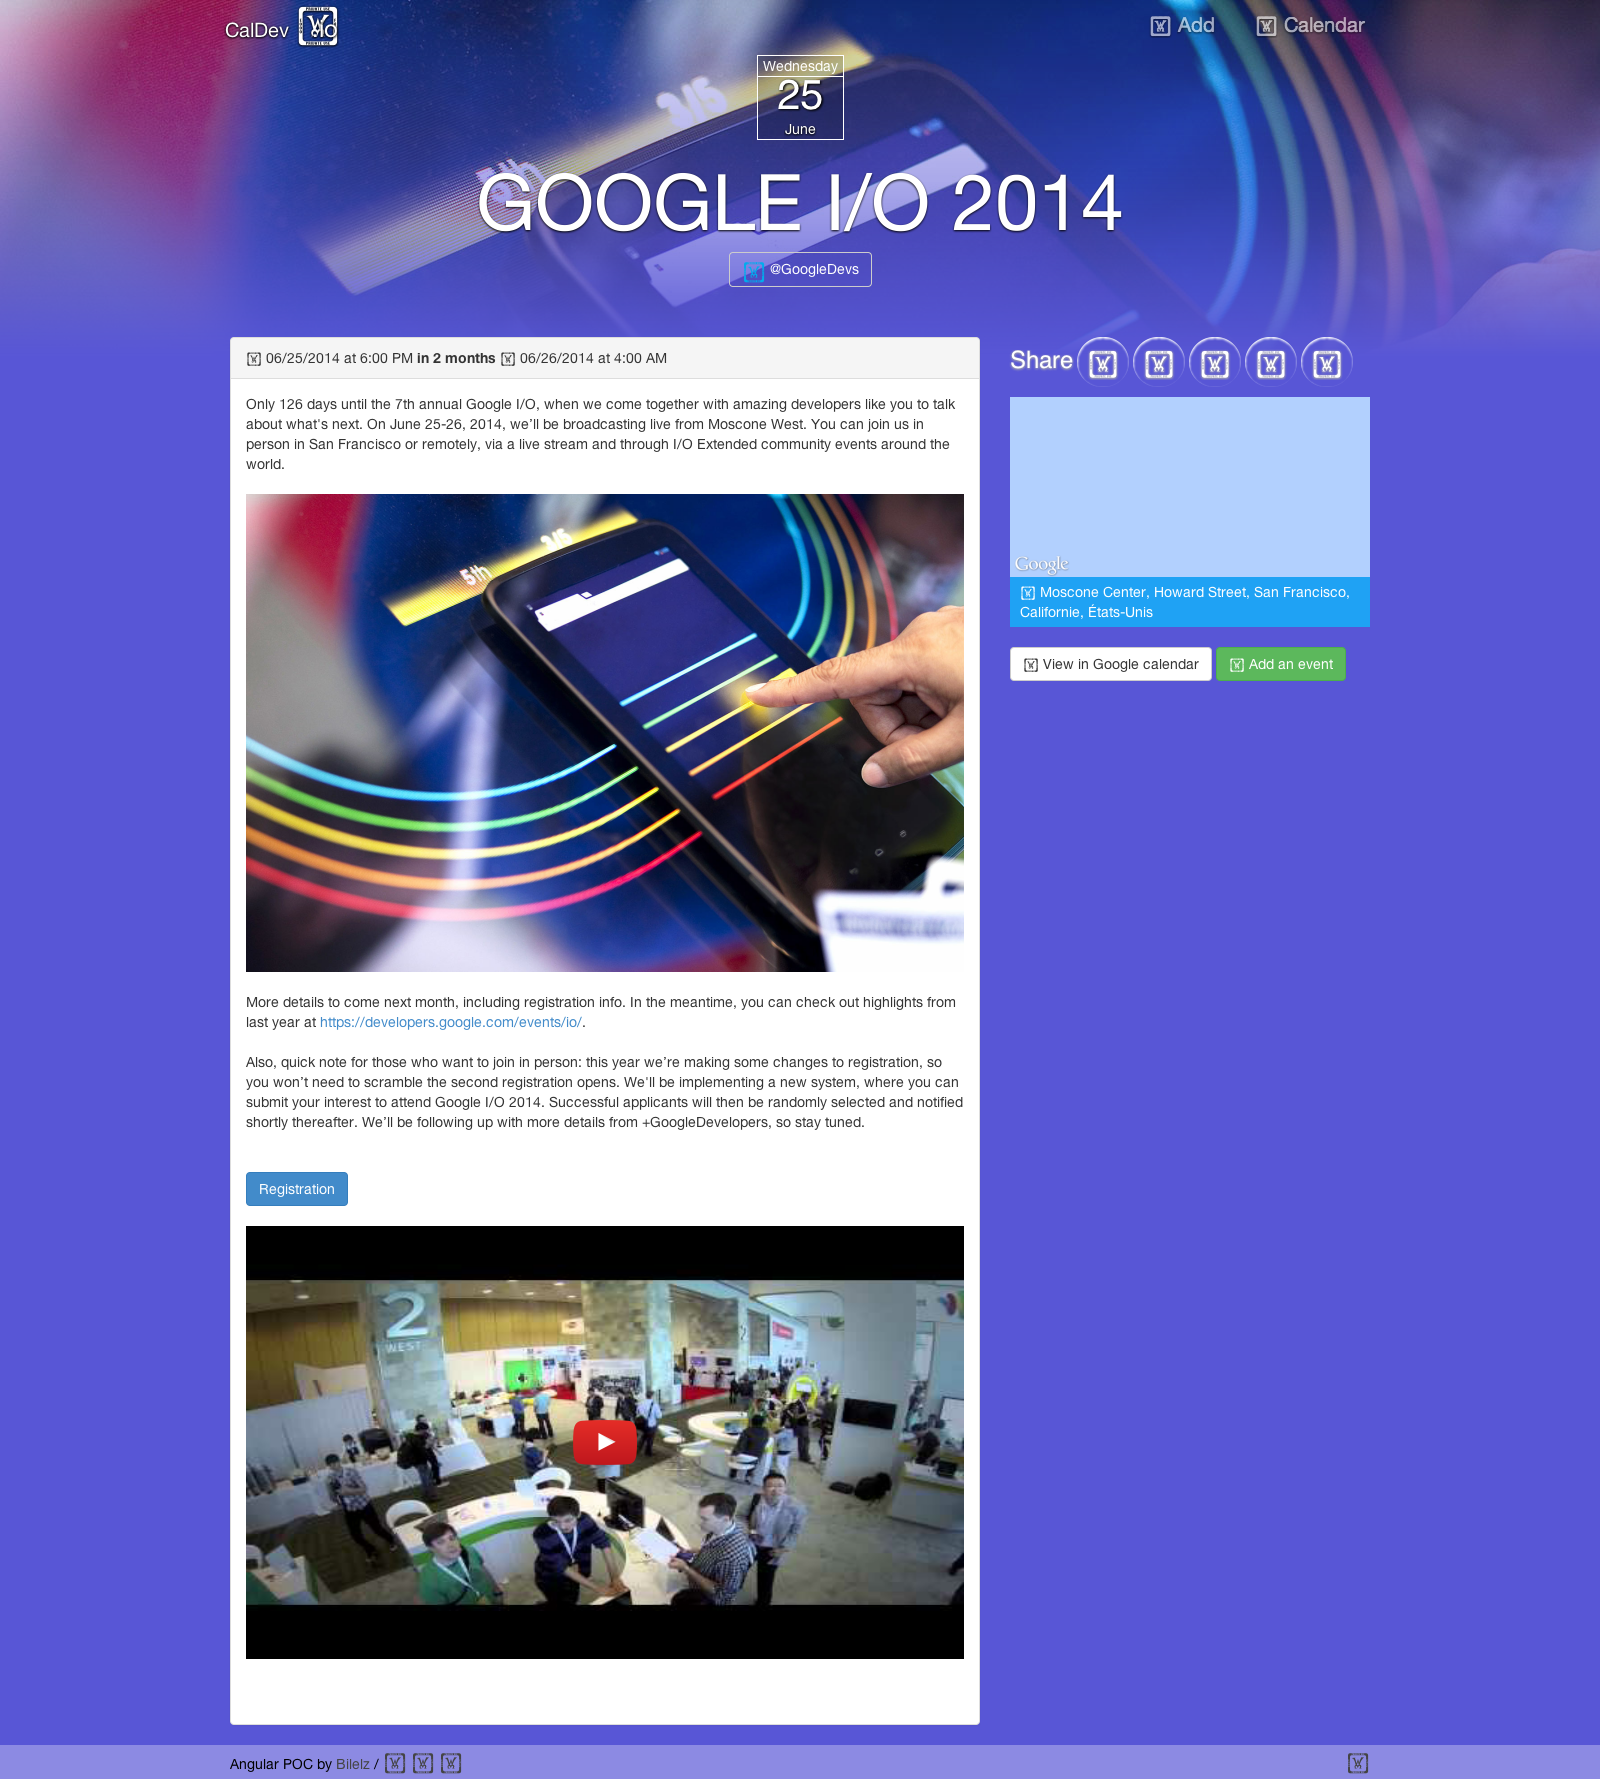 CalDev
Add
Calendar
Wednesday
25
June
GOOGLE I/O 2014
@GoogleDevs
06/25/2014 at 6:00 PM in 2 months 06/26/2014 at 4:00 AM
Only 126 days until the 7th annual Google I/O, when we come together with amazing developers like you to talk
about what's next. On June 25-26, 2014, we’ll be broadcasting live from Moscone West. You can join us in
person in San Francisco or remotely, via a live stream and through I/O Extended community events around the
world.
3/5
5th
More details to come next month, including registration info. In the meantime, you can check out highlights from
last year at https://developers.google.com/events/io/.
Also, quick note for those who want to join in person: this year we’re making some changes to registration, so
you won’t need to scramble the second registration opens. We'll be implementing a new system, where you can
submit your interest to attend Google I/O 2014. Successful applicants will then be randomly selected and notified
shortly thereafter. We’ll be following up with more details from +GoogleDevelopers, so stay tuned.
Registration
2
WEST
Share
Google
Moscone Center, Howard Street, San Francisco,
Californie, États-Unis
View in Google calendar
Add an event
Angular POC by Bilelz /